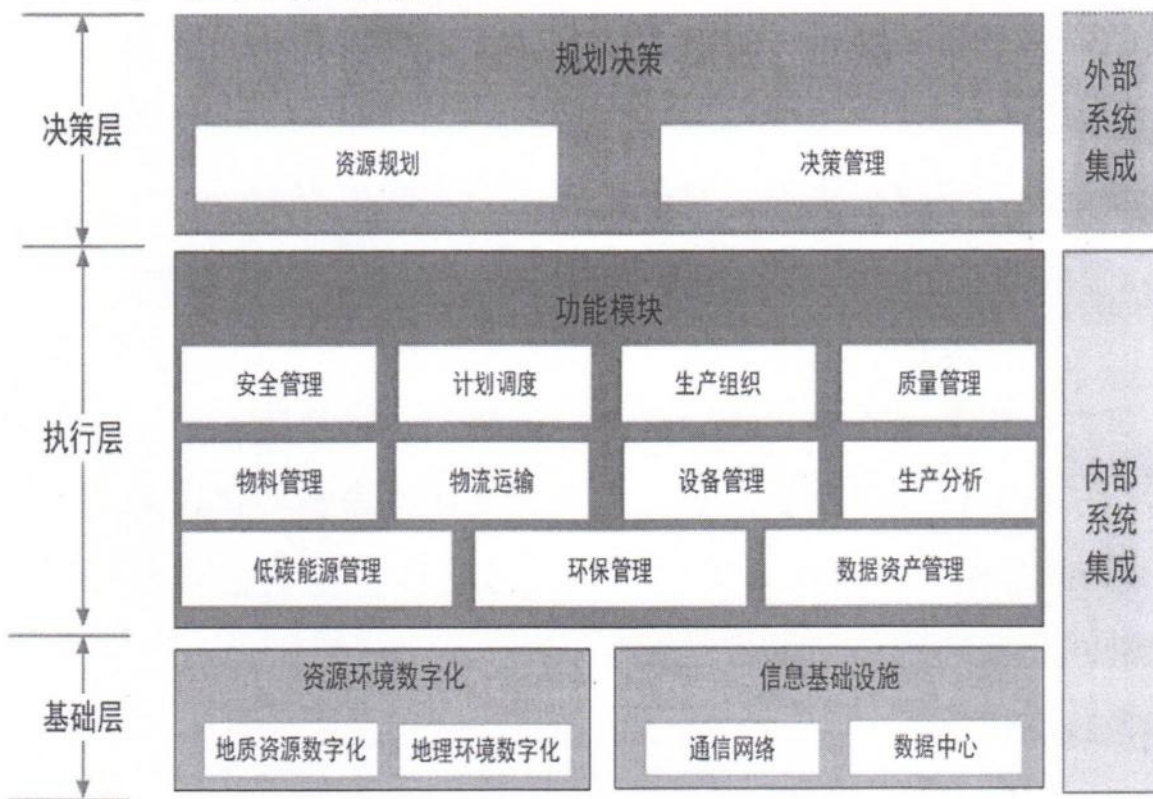 决策层
规划决策
资源规划
决策管理
外部
系统
集成
执行层
功能模块
安全管理
计划调度
生产组织
质量管理
物料管理
物流运输
设备管理
生产分析
低碳能源管理
环保管理
数据资产管理
内部
系统
集成
基础层
资源环境数字化
地质资源数字化
地理环境数字化
信息基础设施
通信网络
数据中心